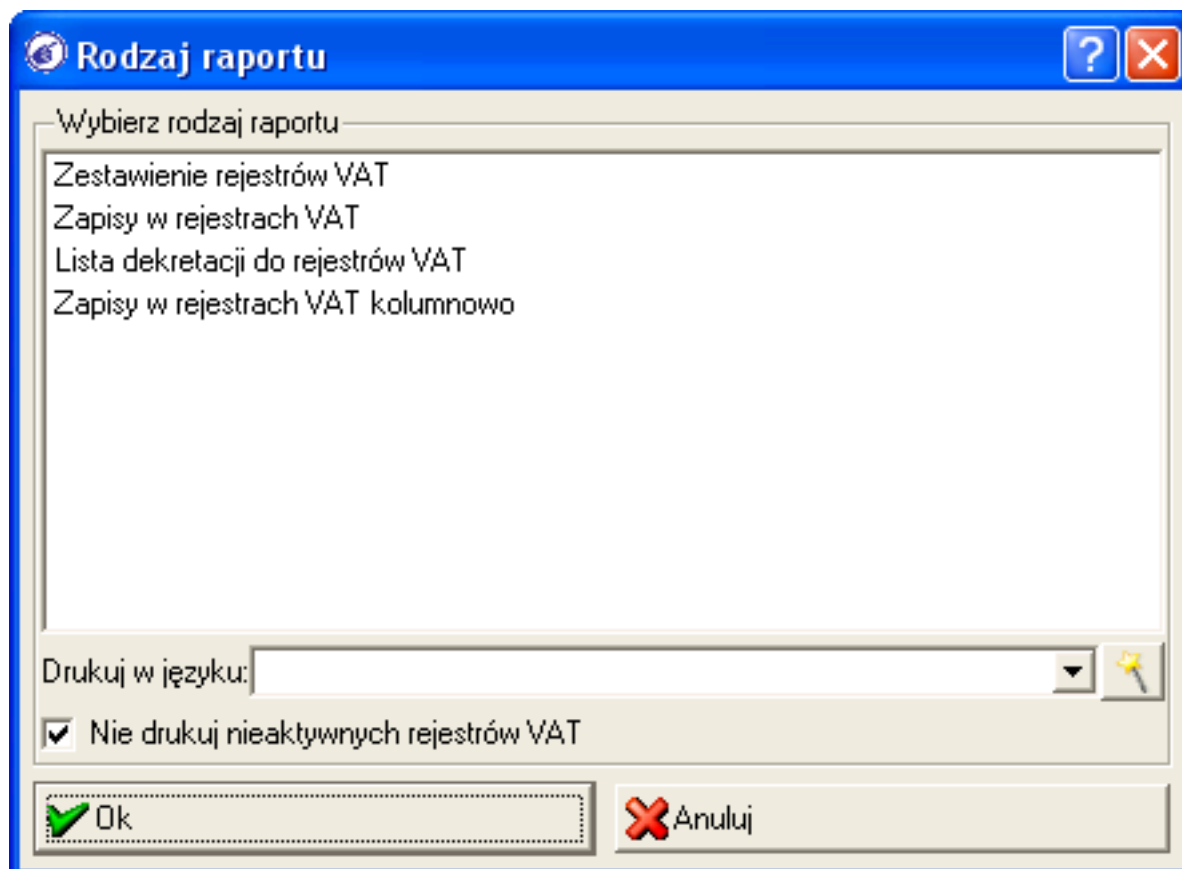 Rodzaj raportu
Wybierz rodzaj raportu
Zestawienie rejestrów VAT
Zapisy w rejestrach VAT
Lista dekretacji do rejestrów VAT
Zapisy w rejestrach VAT kolumnowo
Drukuj w języku:
Nie drukuj nieaktywnych rejestrów VAT
Ok Anuluj